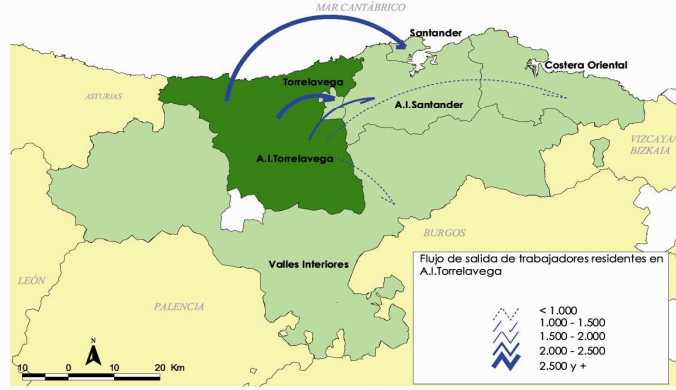 MAR CANTÁBRICO
Santander
Costera Oriental
Torrelavega
ASTURIAS
A.I.Santander
VIZCAYA/
BIZKAIA
A.I.Torrelavega
BURGOS
Valles Interiores
LEÓN
PALENCIA
Flujo de salida de trabajadores residentes en
A.I.Torrelavega
< 1.000
1.000 - 1.500
1.500 - 2.000
2.000 - 2.500
2.500 y +
N
10 0 10 20 Km